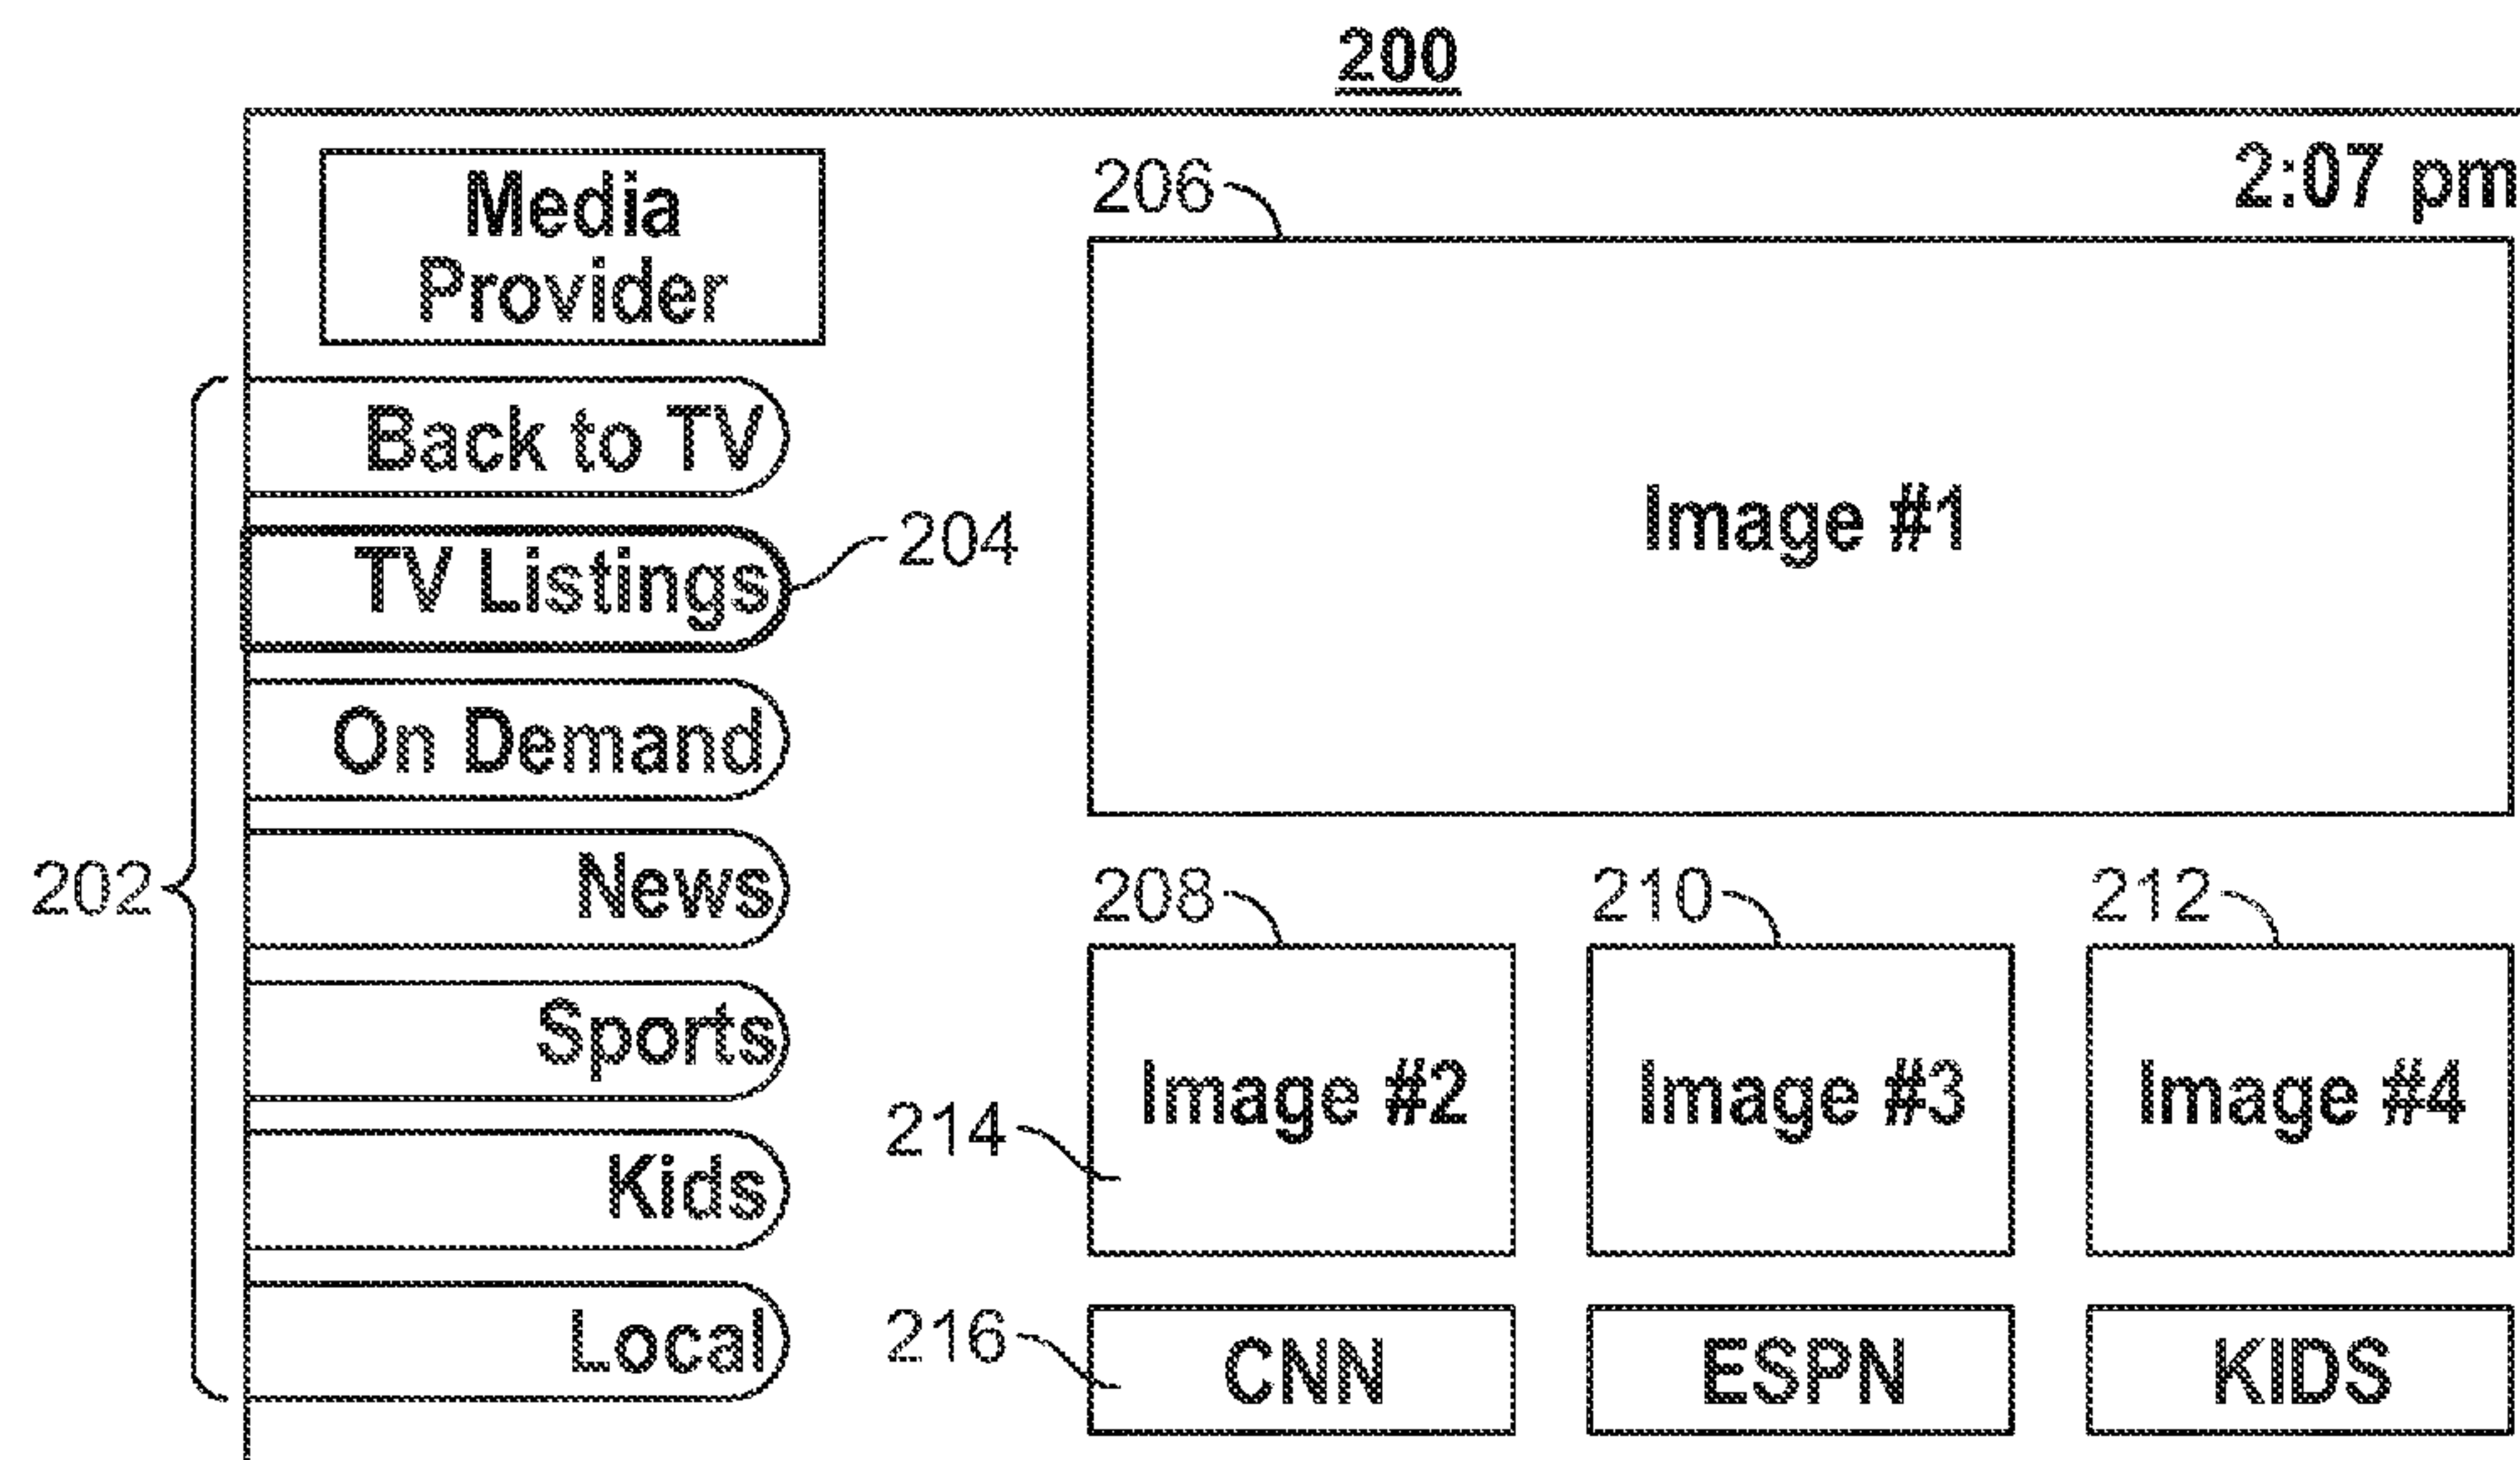 200
Media
Provider
2:07 pm
206
Back to TV
TV Listings
204
On Demand
News
Sports
Kids
Local
202
Image #1
208
210
212
Image #2
Image #3
Image #4
214
216
CNN
ESPN
KIDS